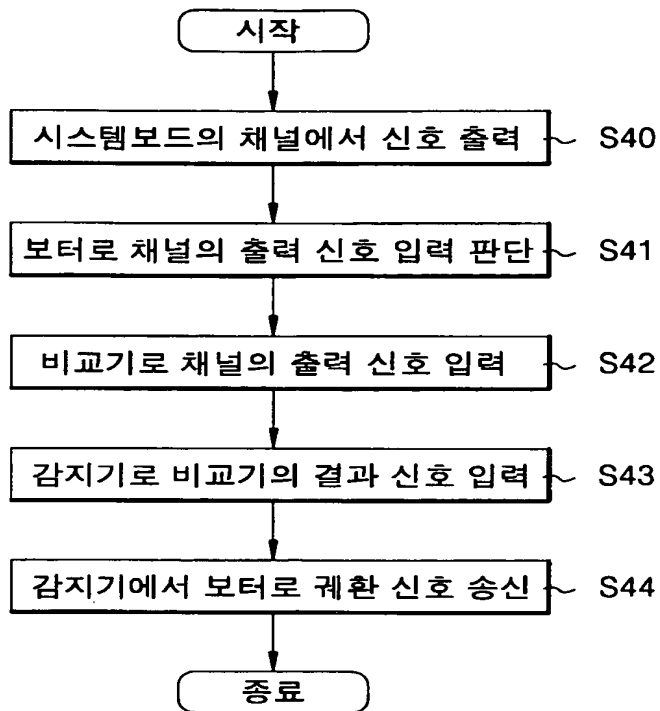 시작
시스템보드의 채널에서 신호 출력 S40
보터로 채널의 출력 신호 입력 판단 S41
비교기로 채널의 출력 신호 입력 S42
감지기로 비교기의 결과 신호 입력 S43
감지기에서 보터로 궤환 신호 송신 S44
종료